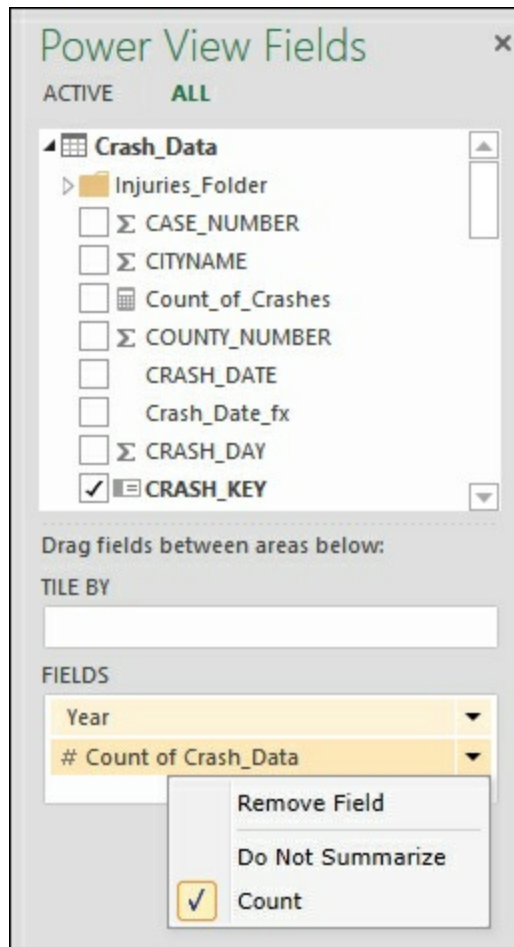 Power View Fields
ACTIVE ALL
Crash_Data
Injuries_Folder
Σ CASE_NUMBER
Σ CITYNAME
Count_of_Crashes
Σ COUNTY_NUMBER
CRASH_DATE
Crash_Date_fx
Σ CRASH_DAY
CRASH_KEY
Drag fields between areas below:
TILE BY
FIELDS
Year
# Count of Crash_Data
Remove Field
Do Not Summarize
Count